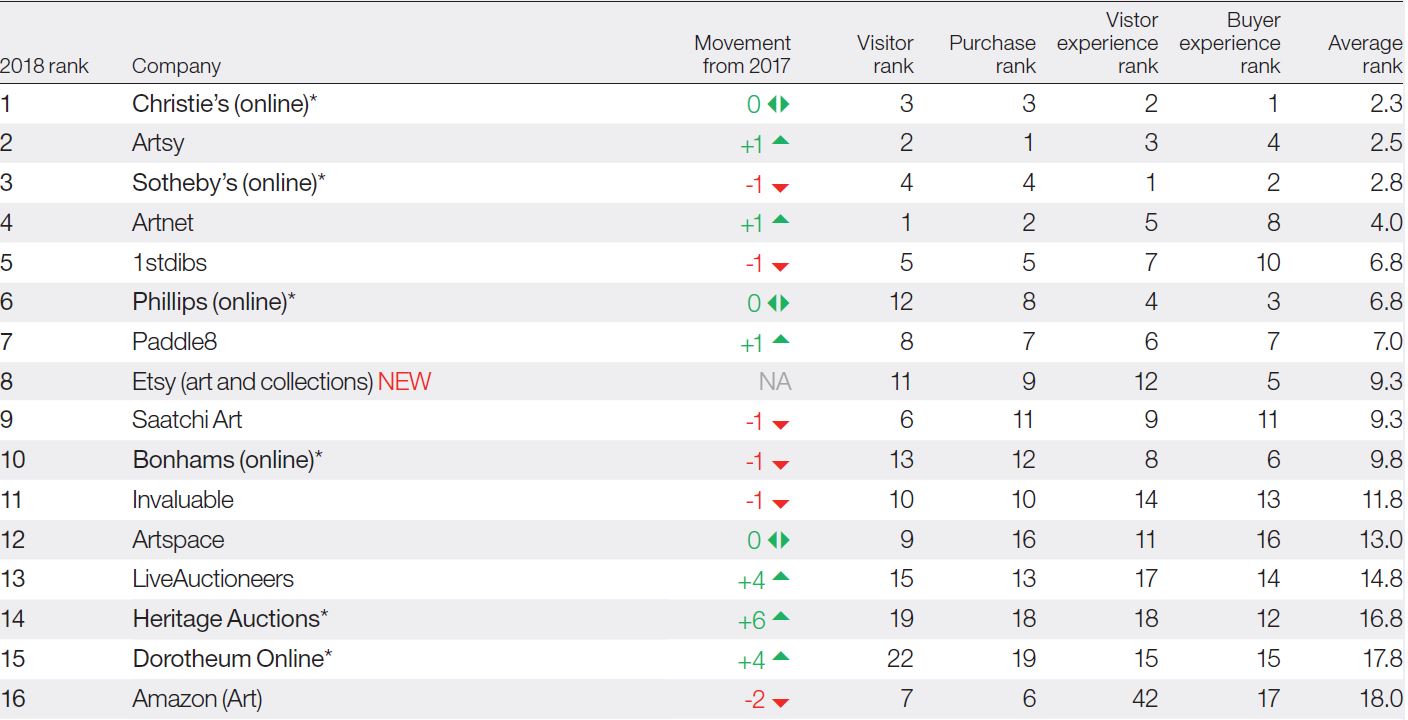 Vistor Buyer
Movement Visitor Purchase experience experience Average
2018 rank Company from 2017 rank rank rank rank rank
1 Christie's (online)* 0 3 3 2 1 2.3
2 Artsy +1 2 1 3 4 2.5
3 Sotheby's (online)* -1 4 4 1 2 2.8
4 Artnet +1 1 2 5 8 4.0
5 1stdibs -1 5 5 7 10 6.8
6 Phillips (online)* 0 12 8 4 3 6.8
7 Paddle8 +1 8 7 6 7 7.0
8 Etsy (art and collections) NEW NA 11 9 12 5 9.3
9 Saatchi Art -1 6 11 9 11 9.3
10 Bonhams (online)* -1 13 12 8 6 9.8
11 Invaluable -1 10 10 14 13 11.8
12 Artspace 0 9 16 11 16 13.0
13 LiveAuctioneers +4 15 13 17 14 14.8
14 Heritage Auctions* +6 19 18 18 12 16.8
15 Dorotheum Online* +4 22 19 15 15 17.8
16 Amazon (Art) -2 7 6 42 17 18.0